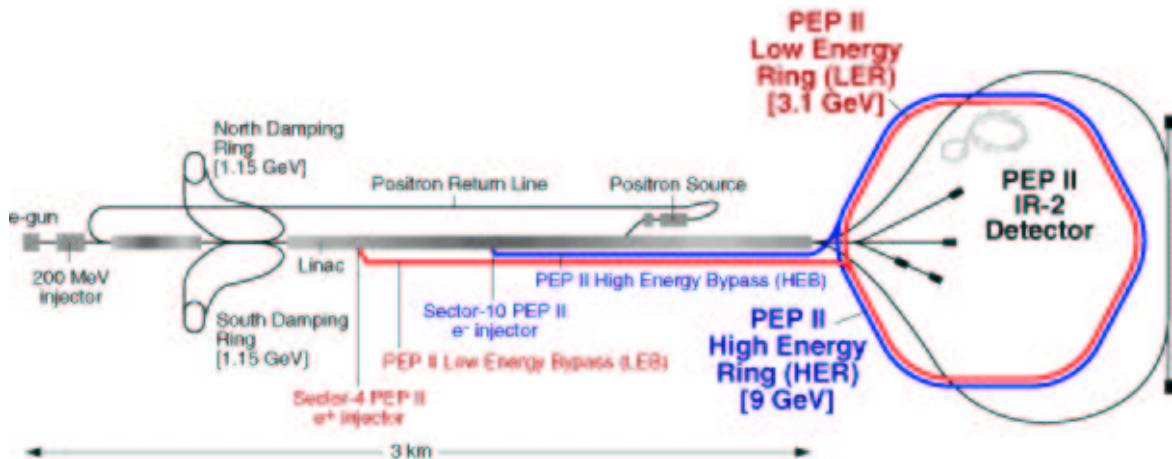 PEP II
Low Energy
Ring (LER)
[3.1 GeV]
North Damping
Ring
[1.15 GeV]
Positron Return Line
Positron Source
PEP II
IR-2
Detector
e-gun
200 MeV
injector
Linac
PEP II High Energy Bypass (HEB)
Sector-10 PEP II
e⁻ injector
South Damping
Ring
[1.15 GeV]
PEP II Low Energy Bypass (LEB)
PEP II
High Energy
Ring (HER)
[9 GeV]
Sector-4 PEP II
e⁺ injector
3 km